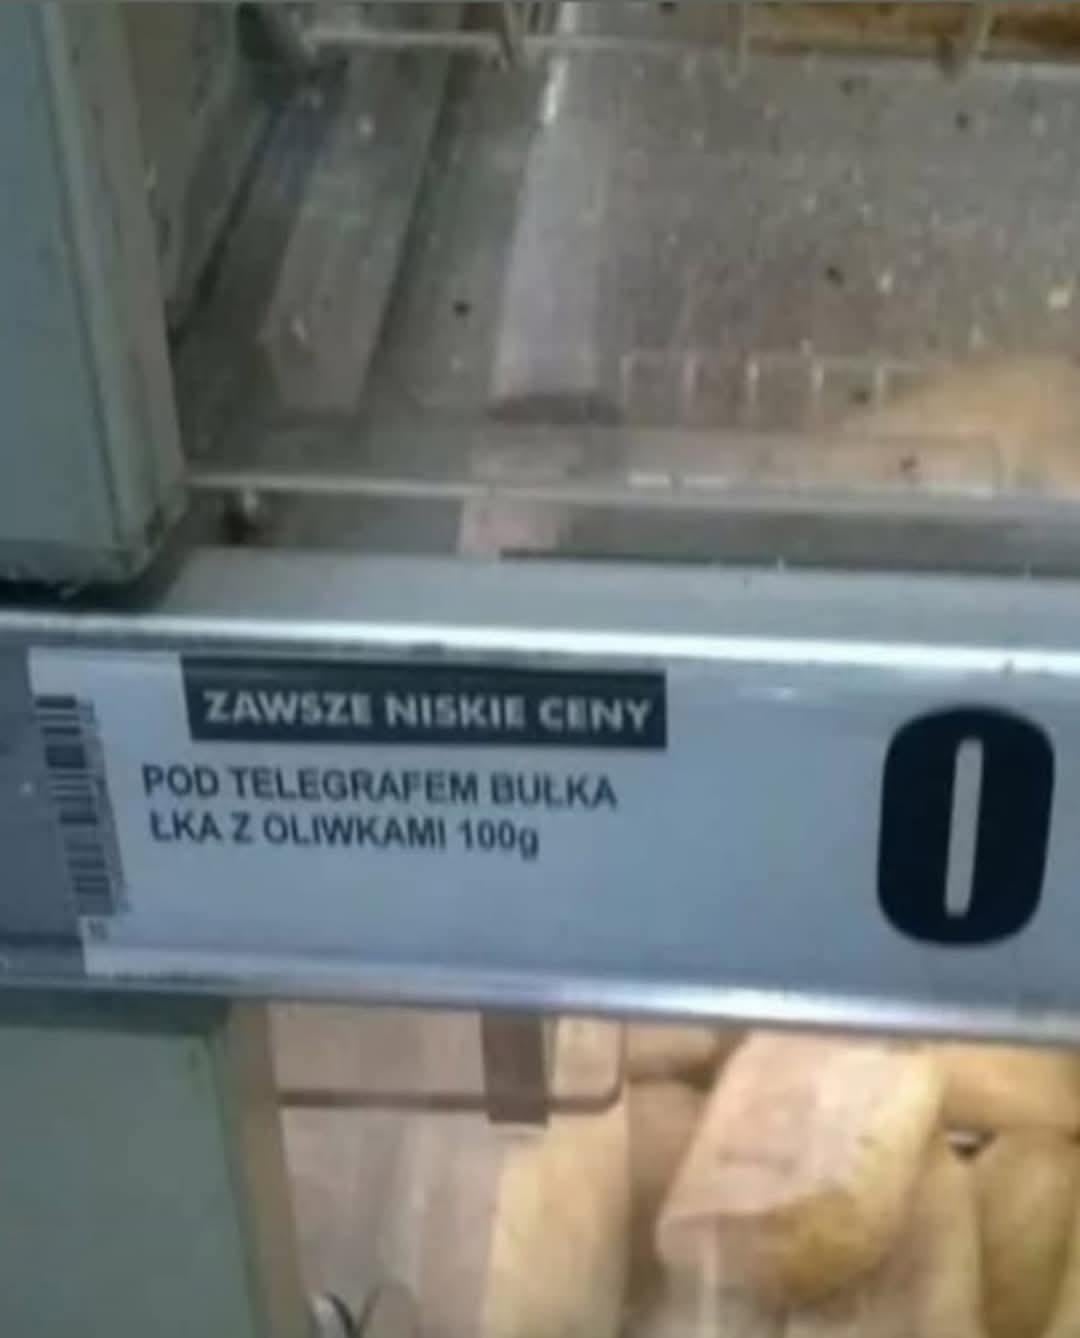 ZAWSZE NISKIE CENY
POD TELEGRAFEM BUŁKA
ŁKA Z OLIWKAMI 100g
0